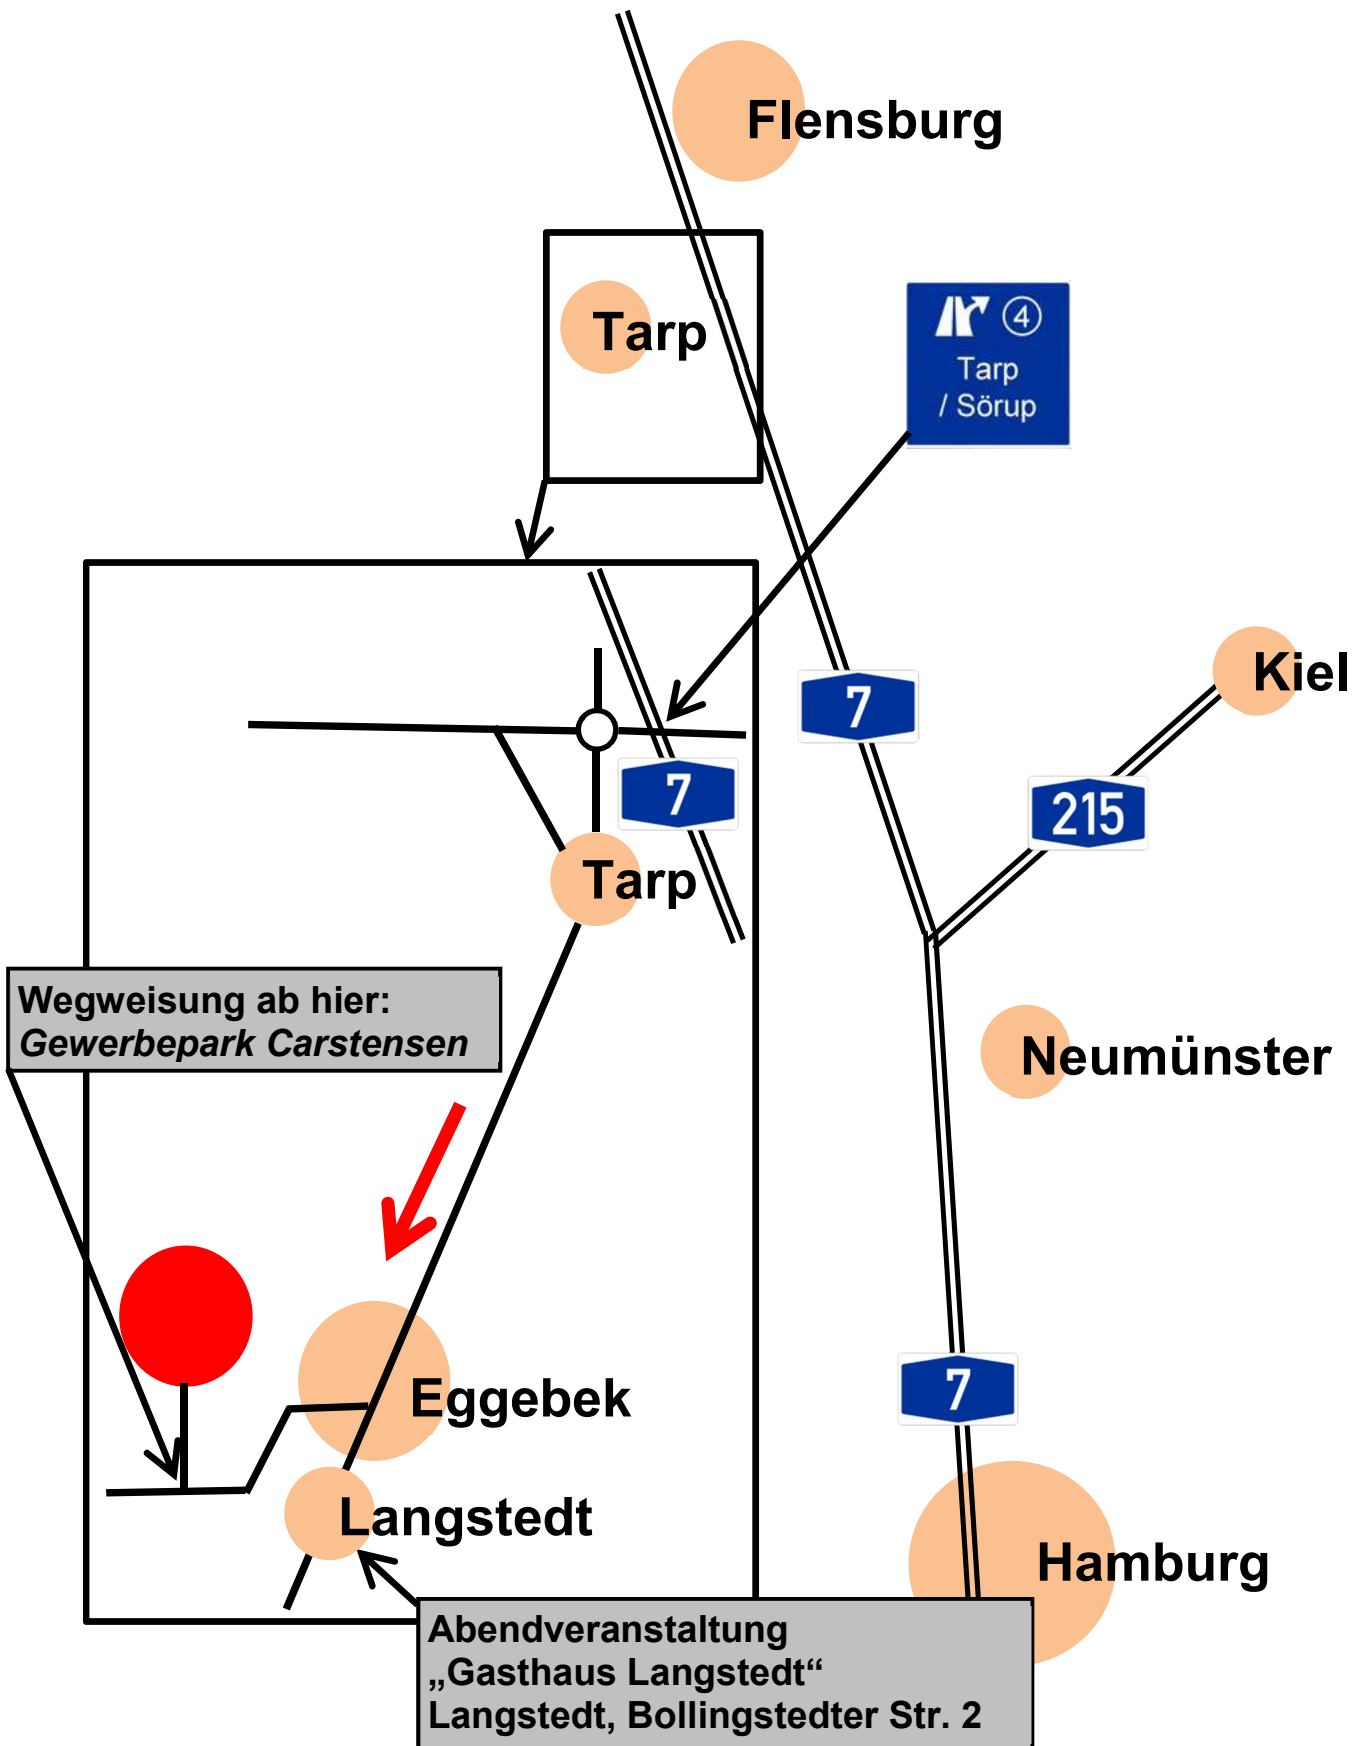 Flensburg
Tarp
4
Tarp
/ Sörup
7
Kiel
215
7
Tarp
Wegweisung ab hier:
Gewerbepark Carstensen
Neumünster
7
Eggebek
Langstedt
Hamburg
Abendveranstaltung
„Gasthaus Langstedt“
Langstedt, Bollingstedter Str. 2